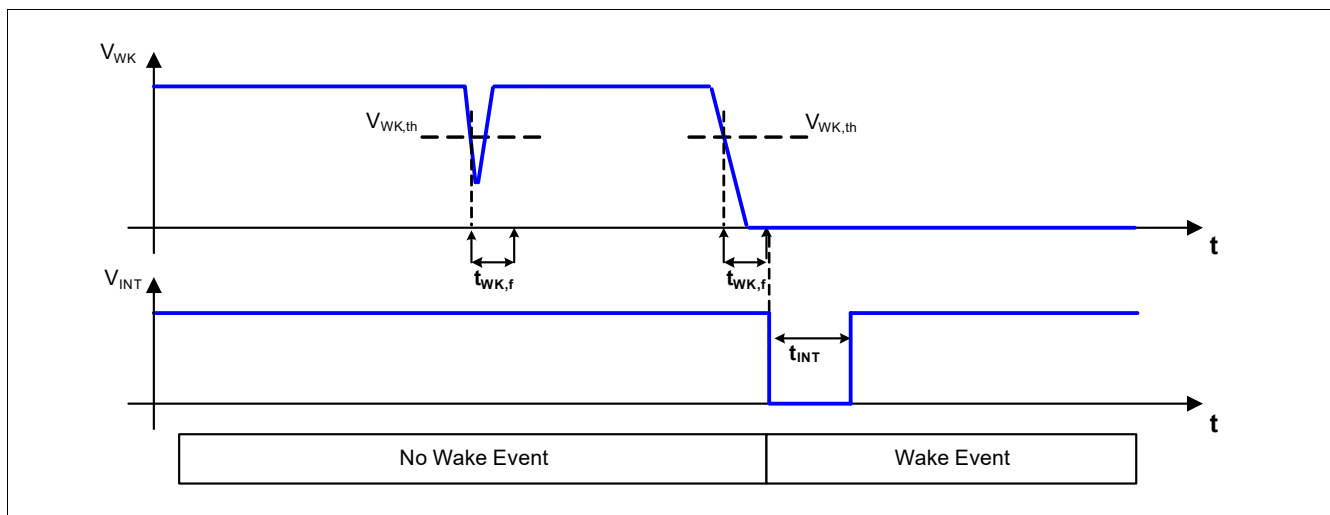 VWK
VWK,th
VWK,th
t
tWK,f
tWK,f
VINT
tINT
t
No Wake Event
Wake Event